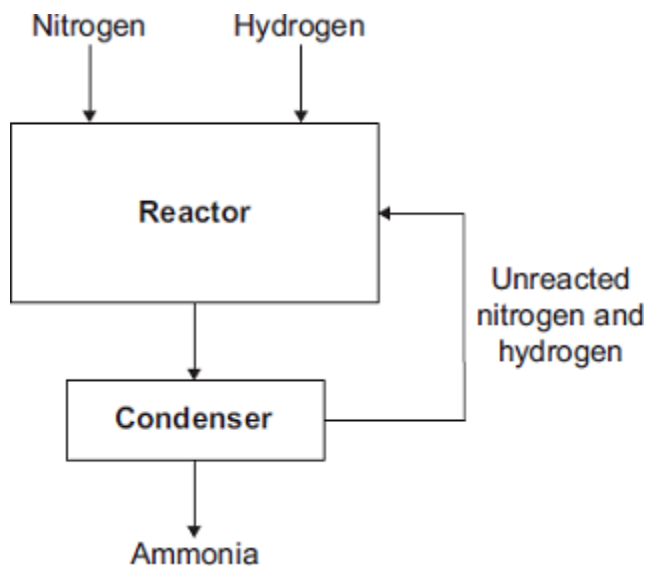 Nitrogen Hydrogen
Reactor
Unreacted
nitrogen and
hydrogen
Condenser
Ammonia